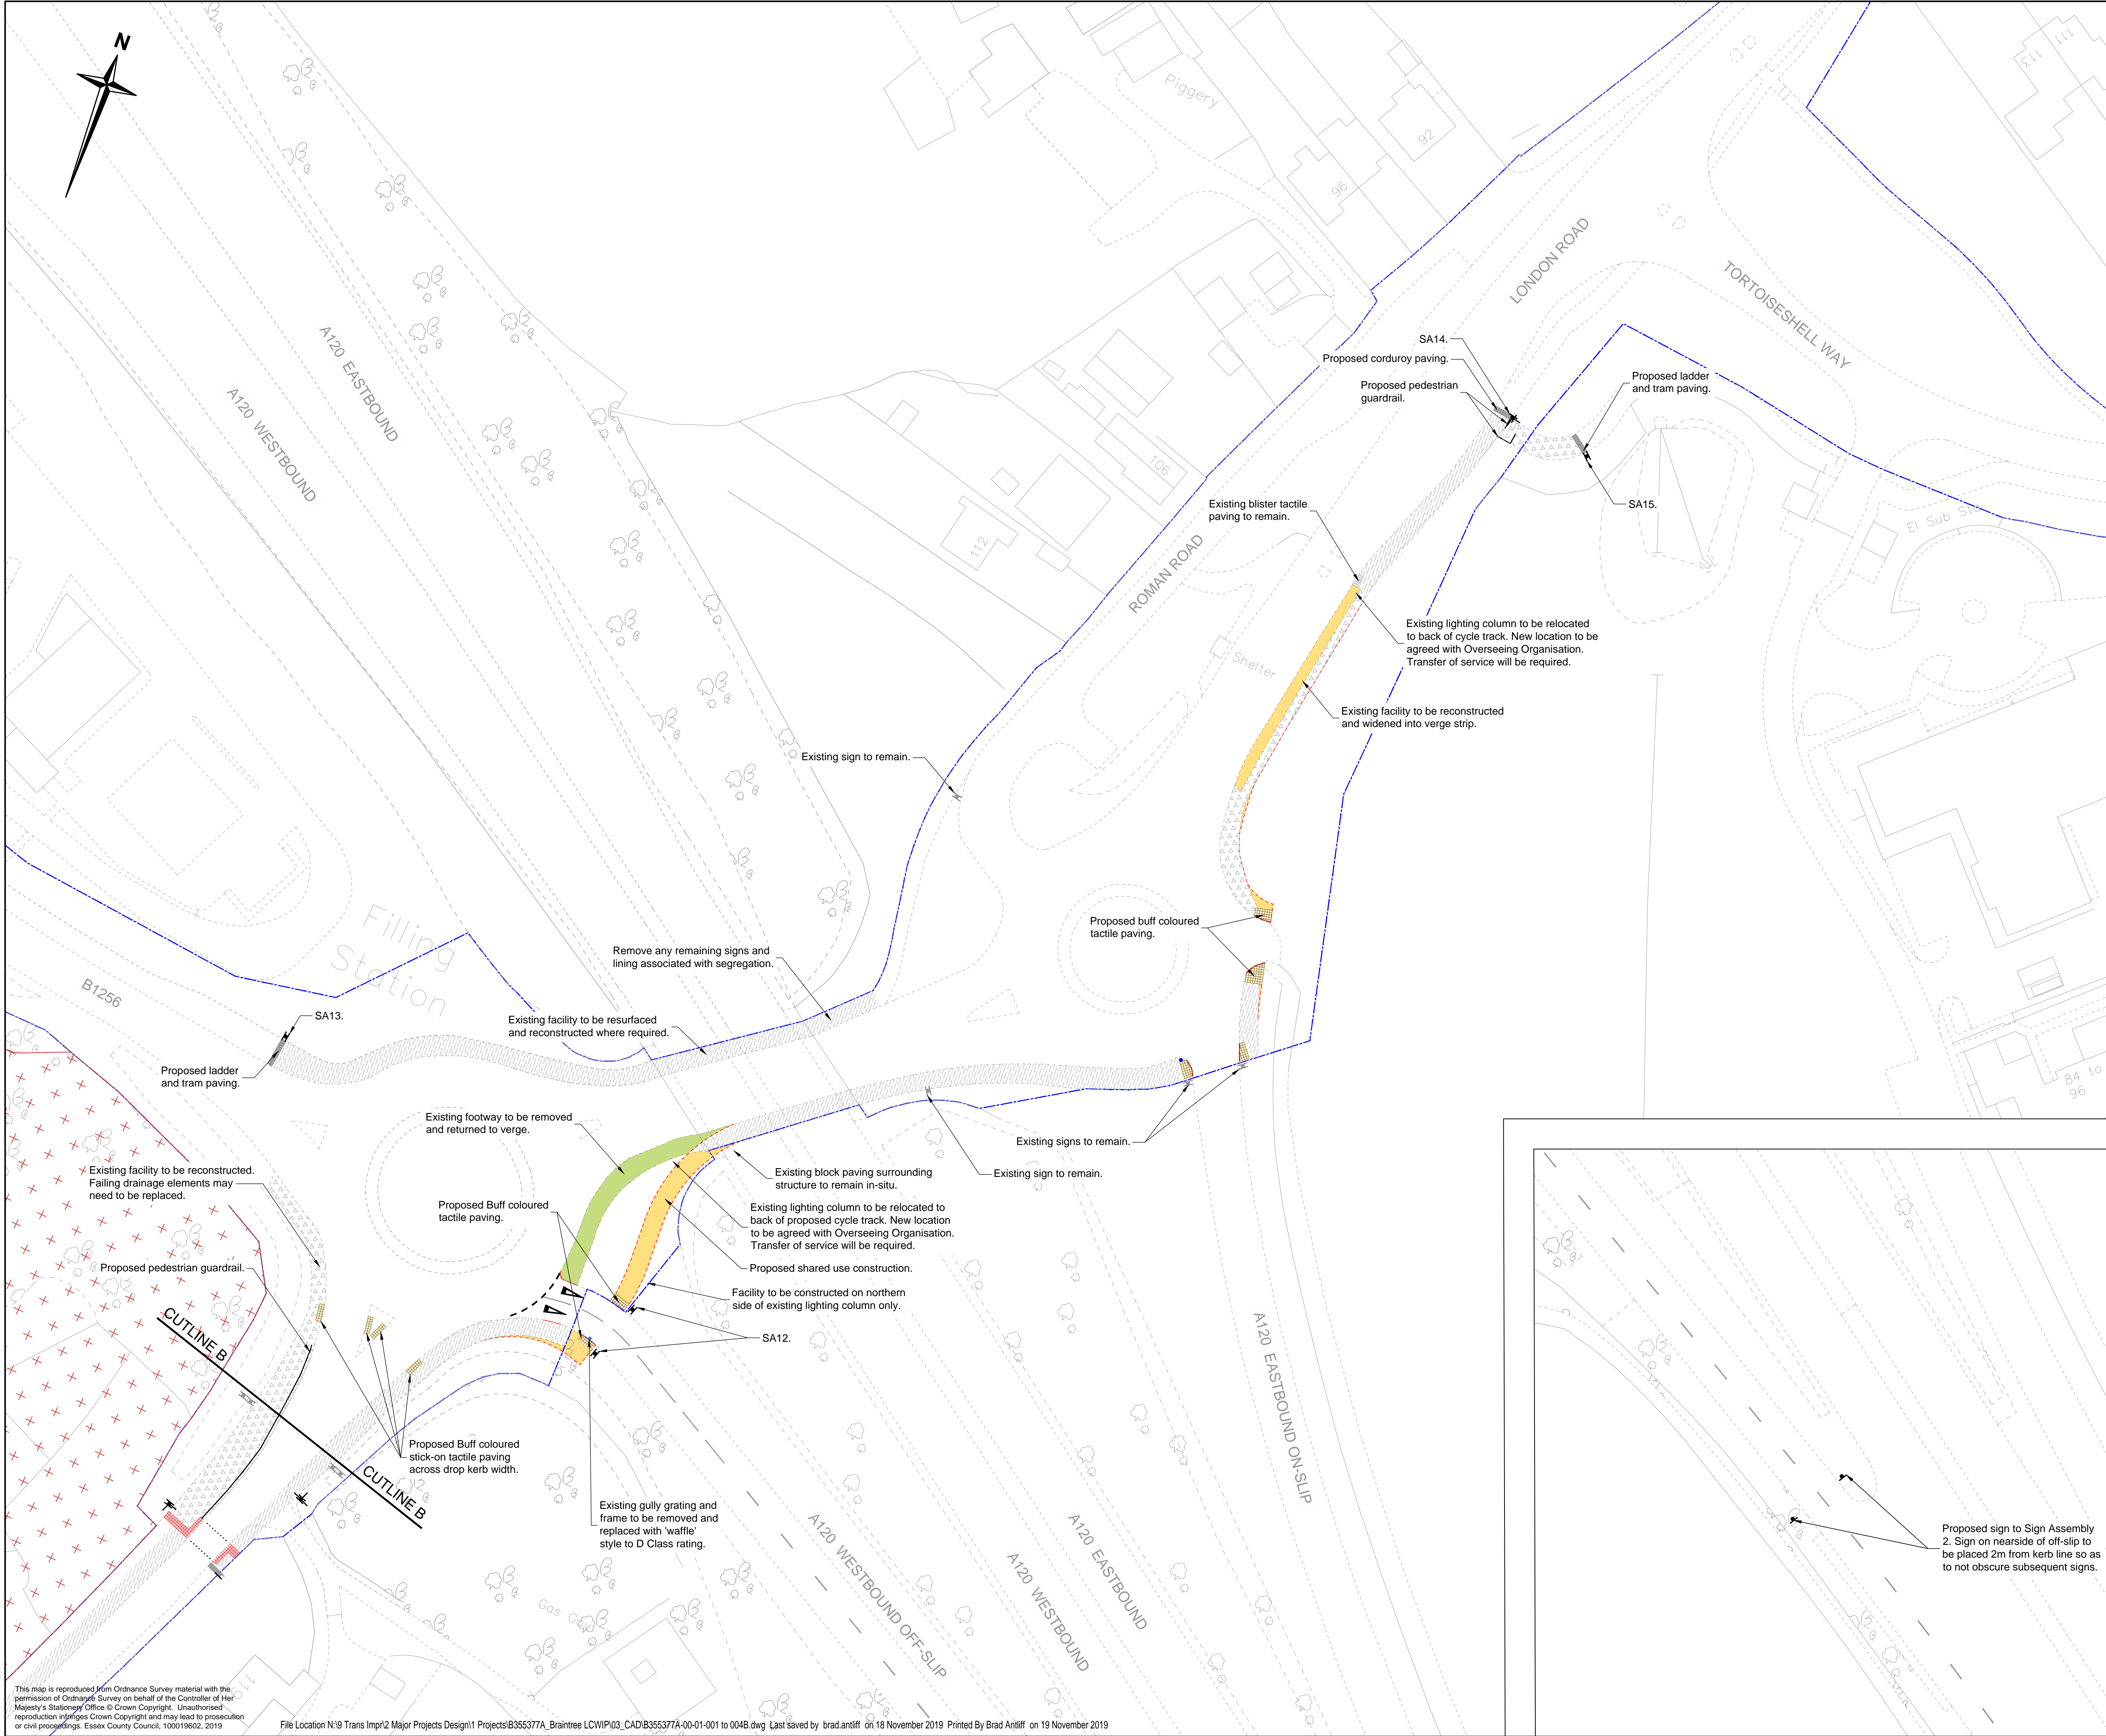 N
Piggery
111
113
92
96
LONDON ROAD
TORTOISESHELL WAY
A120 EASTBOUND
A120 WESTBOUND
SA14.
Proposed corduroy paving.
Proposed pedestrian
guardrail.
Proposed ladder
and tram paving.
SA15.
106
112
Existing blister tactile
paving to remain.
El Sub Sta
ROMAN ROAD
Existing lighting column to be relocated
to back of cycle track. New location to be
agreed with Overseeing Organisation.
Transfer of service will be required.
Shelter
Existing facility to be reconstructed
and widened into verge strip.
Existing sign to remain.
Proposed buff coloured
tactile paving.
Filling
Station
Remove any remaining signs and
lining associated with segregation.
B1256
SA13.
Existing facility to be resurfaced
and reconstructed where required.
Proposed ladder
and tram paving.
84 to
96
Existing footway to be removed
and returned to verge.
Existing signs to remain.
Existing sign to remain.
Existing facility to be reconstructed.
Failing drainage elements may
need to be replaced.
Existing block paving surrounding
structure to remain in-situ.
Proposed Buff coloured
tactile paving.
Existing lighting column to be relocated to
back of proposed cycle track. New location
to be agreed with Overseeing Organisation.
Transfer of service will be required.
Proposed pedestrian guardrail.
Proposed shared use construction.
Facility to be constructed on northern
side of existing lighting column only.
CUTLINE B
SA12.
A120 EASTBOUND ON-SLIP
Proposed Buff coloured
stick-on tactile paving
across drop kerb width.
CUTLINE B
Existing gully grating and
frame to be removed and
replaced with 'waffle'
style to D Class rating.
A120 WESTBOUND OFF-SLIP
A120 WESTBOUND
A120 EASTBOUND
Proposed sign to Sign Assembly
2. Sign on nearside of off-slip to
be placed 2m from kerb line so as
to not obscure subsequent signs.
This map is reproduced from Ordnance Survey material with the
permission of Ordnance Survey on behalf of the Controller of Her
Majesty's Stationery Office © Crown Copyright. Unauthorised
reproduction infringes Crown Copyright and may lead to prosecution
or civil proceedings. Essex County Council, 100019602, 2019
File Location N:\9 Trans Impr\2 Major Projects Design\1 Projects\B355377A_Braintree LCWIP\03_CAD\B355377A-00-01-001 to 004B.dwg Last saved by brad.antliff on 18 November 2019 Printed By Brad Antliff on 19 November 2019